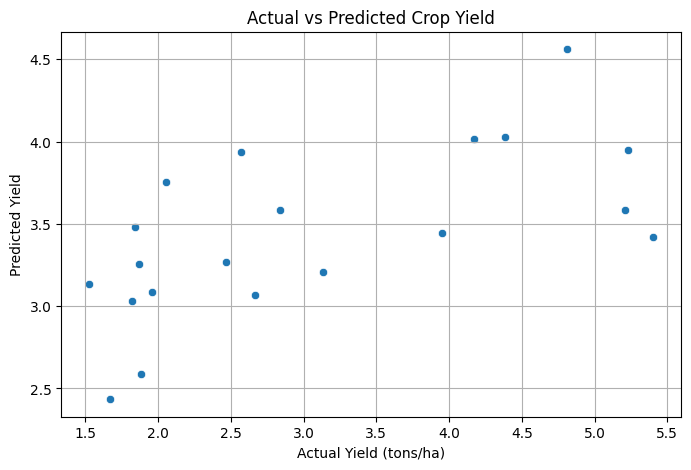 Actual vs Predicted Crop Yield
4.5
4.0
3.5
3.0
2.5
Predicted Yield
1.5 2.0 2.5 3.0 3.5 4.0 4.5 5.0 5.5
Actual Yield (tons/ha)